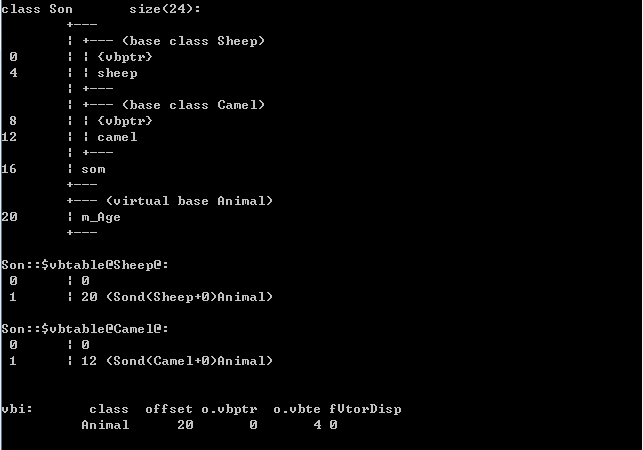 class Son       size(24):
        +---
        | +--- (base class Sheep)
 0      | | {vbptr}
 4      | | sheep
        | +---
        | +--- (base class Camel)
 8      | | {vbptr}
12      | | camel
        | +---
16      | som
        +---
        +--- (virtual base Animal)
20      | m_Age
        +---
Son::$vbtable@Sheep@:
 0      | 0
 1      | 20 (Sond(Sheep+0)Animal)
Son::$vbtable@Camel@:
 0      | 0
 1      | 12 (Sond(Camel+0)Animal)
vbi:       class  offset o.vbptr  o.vbte fVtorDisp
          Animal      20       0       4 0